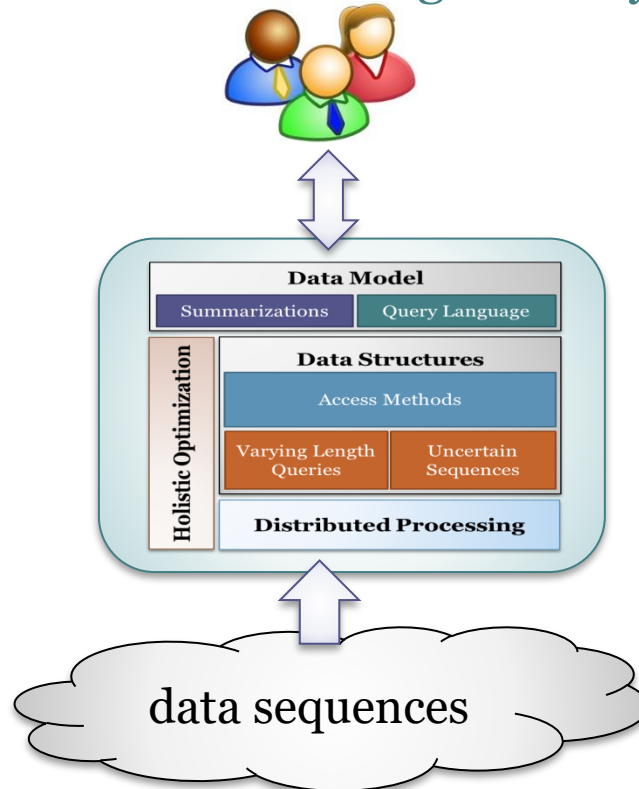 Data Model
Summarizations
Query Language
Holistic Optimization
Data Structures
Access Methods
Varying Length
Queries
Uncertain
Sequences
Distributed Processing
data sequences